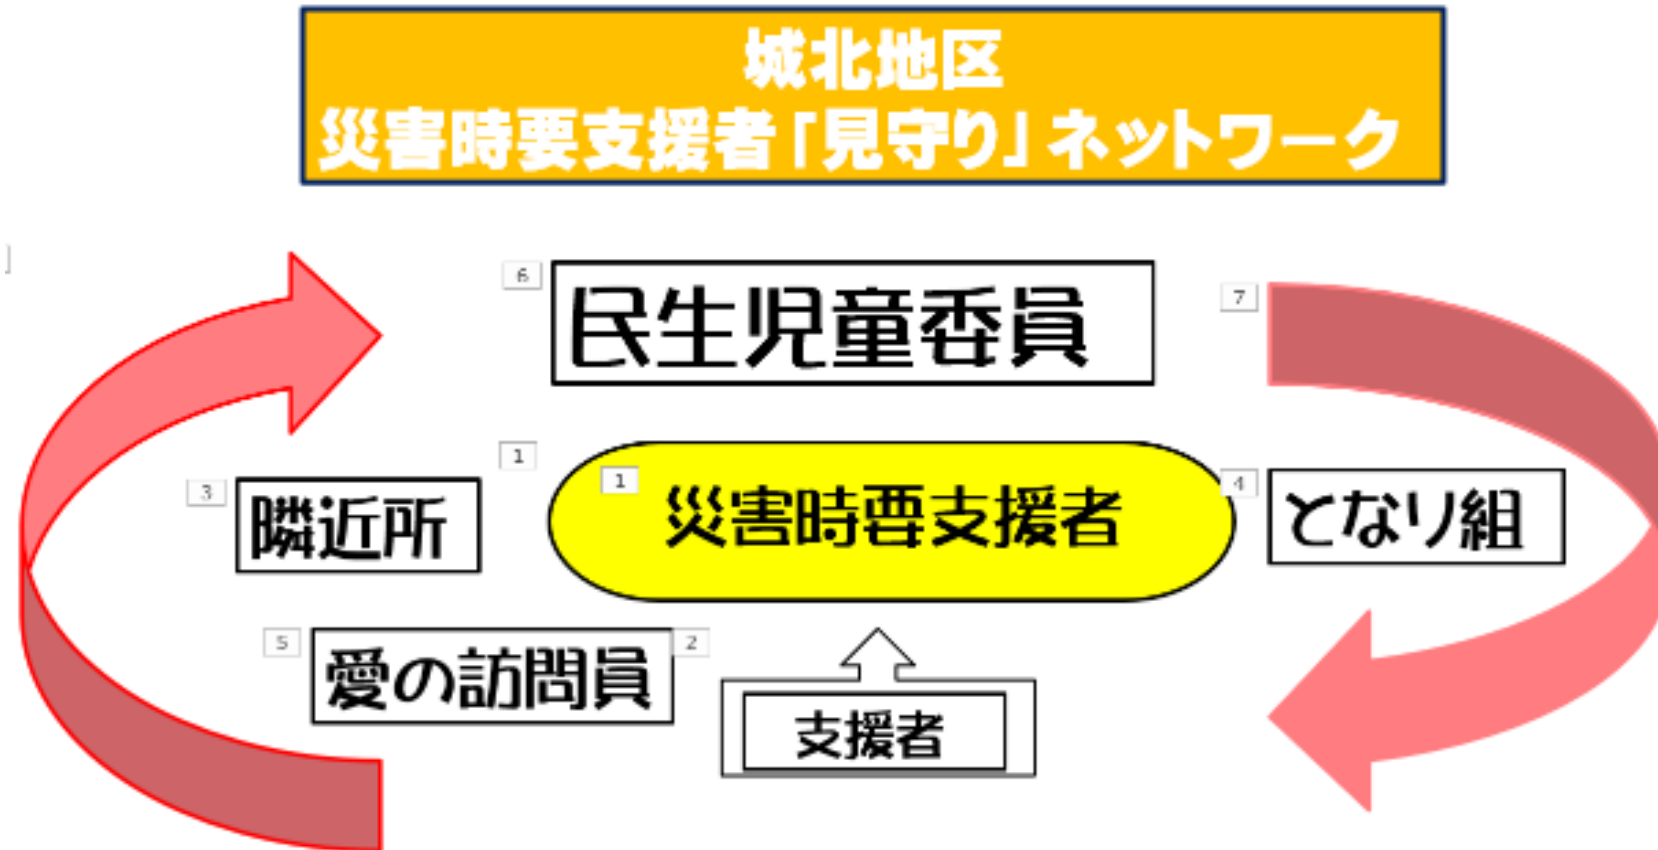 城北地区
災害時要支援者「見守り」ネットワーク
6
民生児童委員
7
1
1
災害時要支援者
3
隣近所
4
となり組
5
愛の訪問員
2
支援者